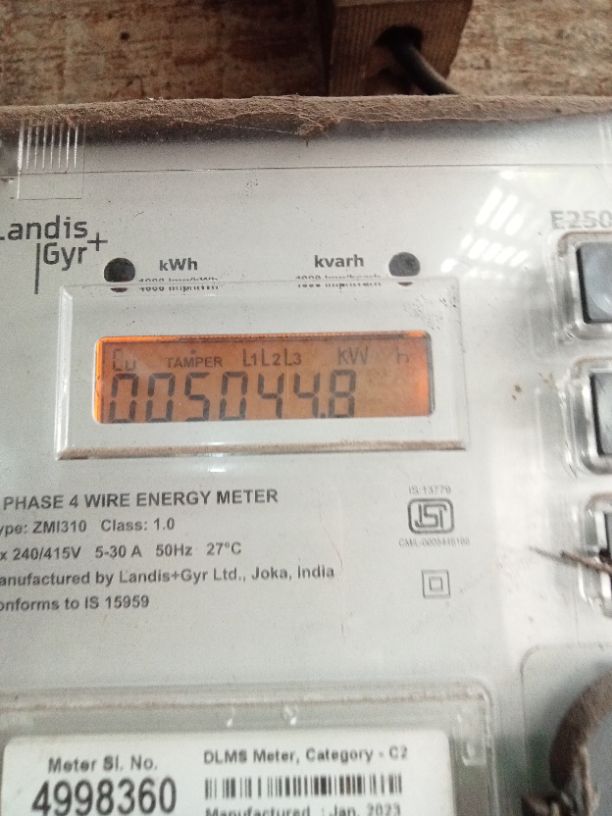 Landis
Gyr+
E250
kWh
kvarh
Cu TAMPER L1L2L3 KW h
005044.8
PHASE 4 WIRE ENERGY METER
ype: ZMI310 Class: 1.0
x 240/415V 5-30 A 50Hz 27°C
anufactured by Landis+Gyr Ltd., Joka, India
onforms to IS 15959
IS 13779
ISI
Meter Sl. No.
4998360
DLMS Meter, Category - C2
Manufactured : Jan. 2023